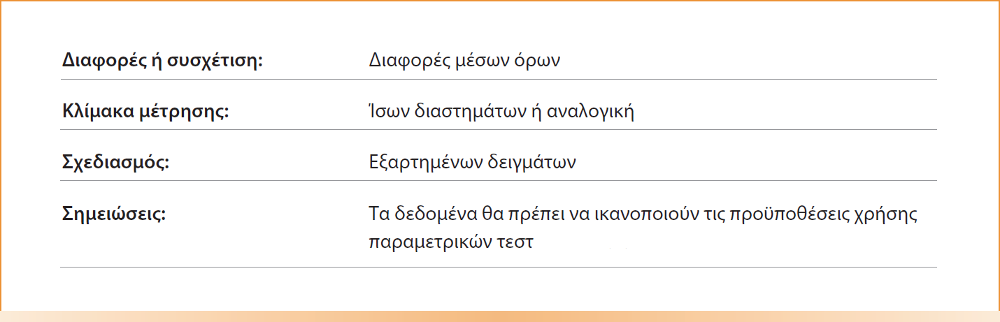 Διαφορές ή συσχέτιση: Διαφορές μέσων όρων
Κλίμακα μέτρησης: Ίσων διαστημάτων ή αναλογική
Σχεδιασμός: Εξαρτημένων δειγμάτων
Σημειώσεις: Τα δεδομένα θα πρέπει να ικανοποιούν τις προϋποθέσεις χρήσης
παραμετρικών τεστ